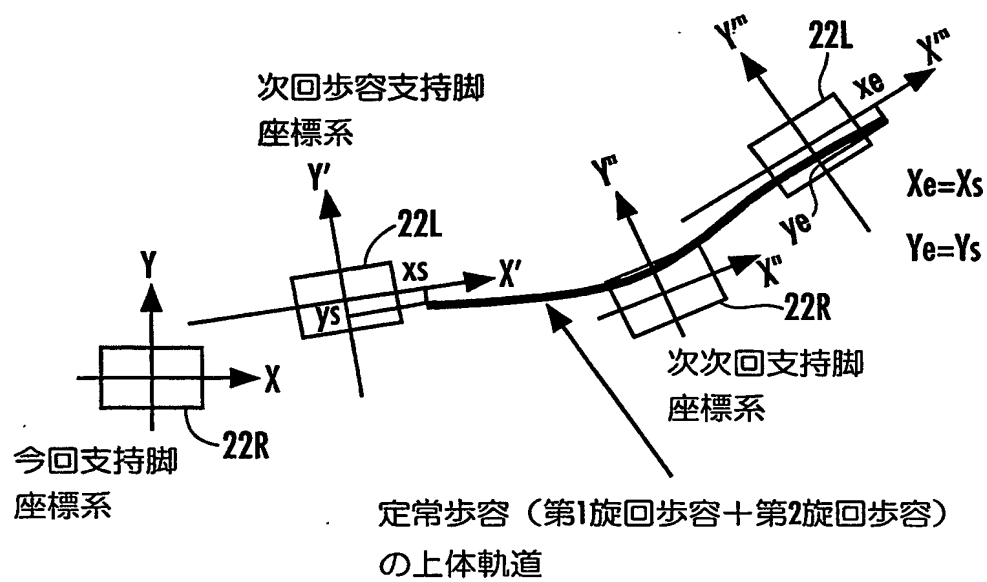 Y'''
22L
X'''
xe
次回歩容支持脚
座標系
Y'
22L
Y''
Xe=Xs
ye
Ye=Ys
xs
X'
X''
Y
ys
22R
X
次次回支持脚
座標系
22R
今回支持脚
座標系
定常歩容（第1旋回歩容＋第2旋回歩容）
の上体軌道